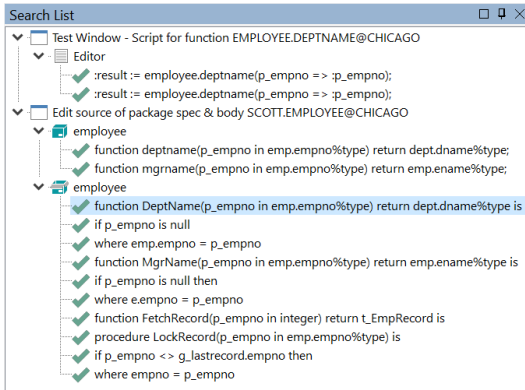 Search List
Test Window - Script for function EMPLOYEE.DEPTNAME@CHICAGO
Editor
:result := employee.deptname(p_empno => :p_empno);
:result := employee.deptname(p_empno => :p_empno);
Edit source of package spec & body SCOTT.EMPLOYEE@CHICAGO
employee
function deptname(p_empno in emp.empno%type) return dept.dname%type;
function mgrname(p_empno in emp.empno%type) return emp.ename%type;
employee
function DeptName(p_empno in emp.empno%type) return dept.dname%type is
if p_empno is null
where emp.empno = p_empno
function MgrName(p_empno in emp.empno%type) return emp.ename%type is
if p_empno is null then
where e.empno = p_empno
function FetchRecord(p_empno in integer) return t_EmpRecord is
procedure LockRecord(p_empno in emp.empno%type) is
if p_empno <> g_lastrecord.empno then
where empno = p_empno